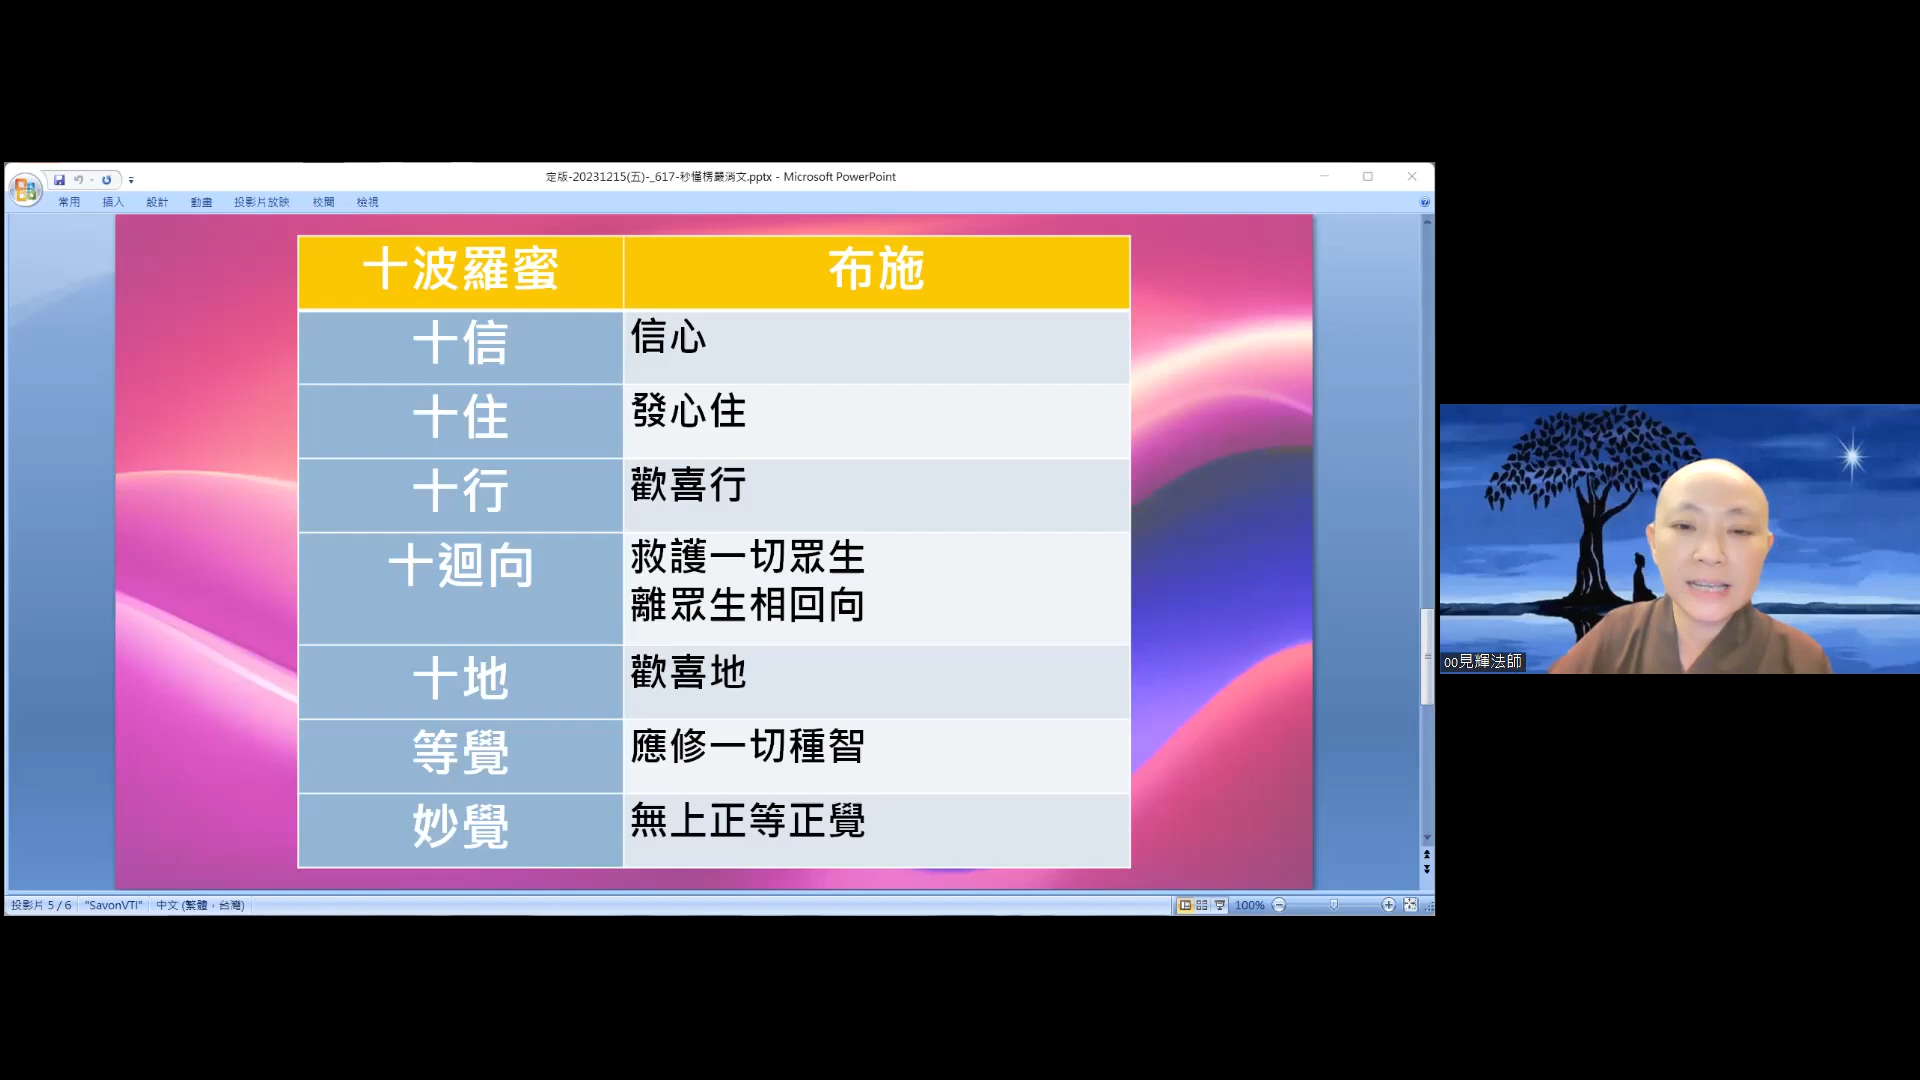 定版-20231215(五)-_617-秒懂楞嚴消文.pptx - Microsoft PowerPoint
常用 插入 設計 動畫 投影片放映 校閱 檢視
十波羅蜜 布施
十信 信心
十住 發心住
十行 歡喜行
十迴向 救護一切眾生
離眾生相回向
十地 歡喜地
等覺 應修一切種智
妙覺 無上正等正覺
oo見輝法師
投影片 5 / 6 "SavonVTI" 中文 (繁體，台灣) 100%